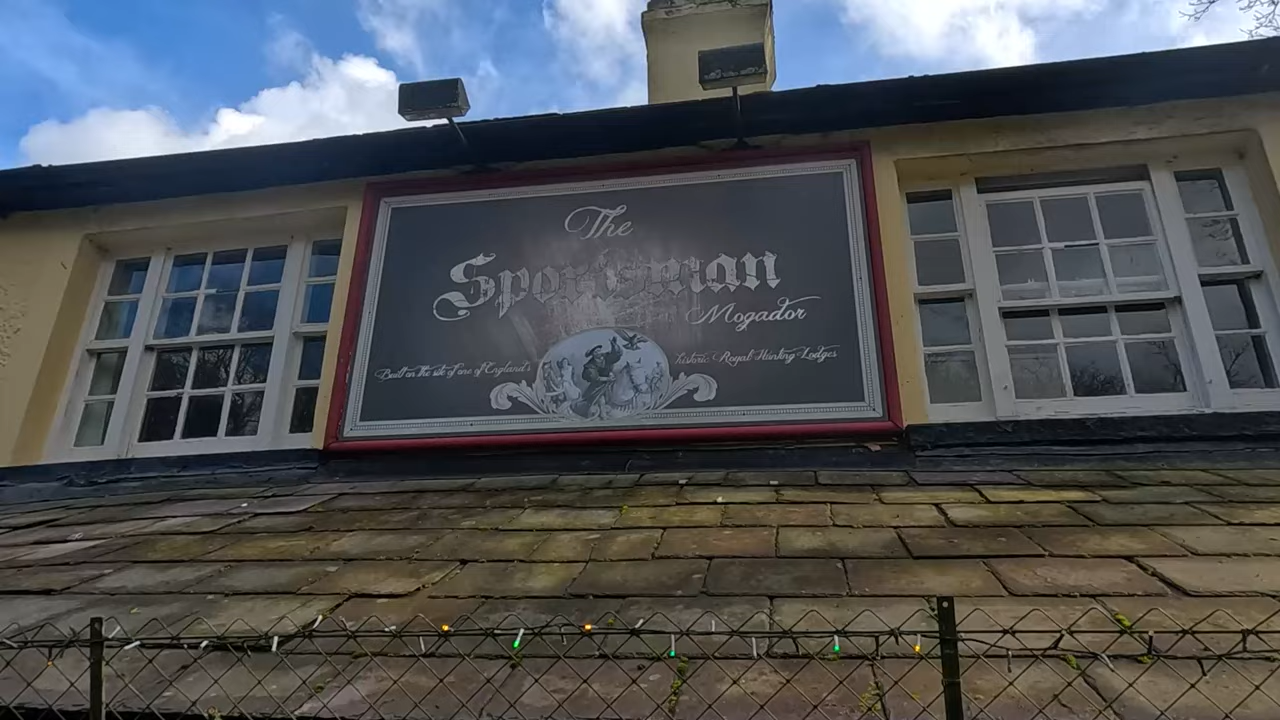 The
Sportsman
Mogador
Built on the site of one of England's historic Royal Hunting Lodges